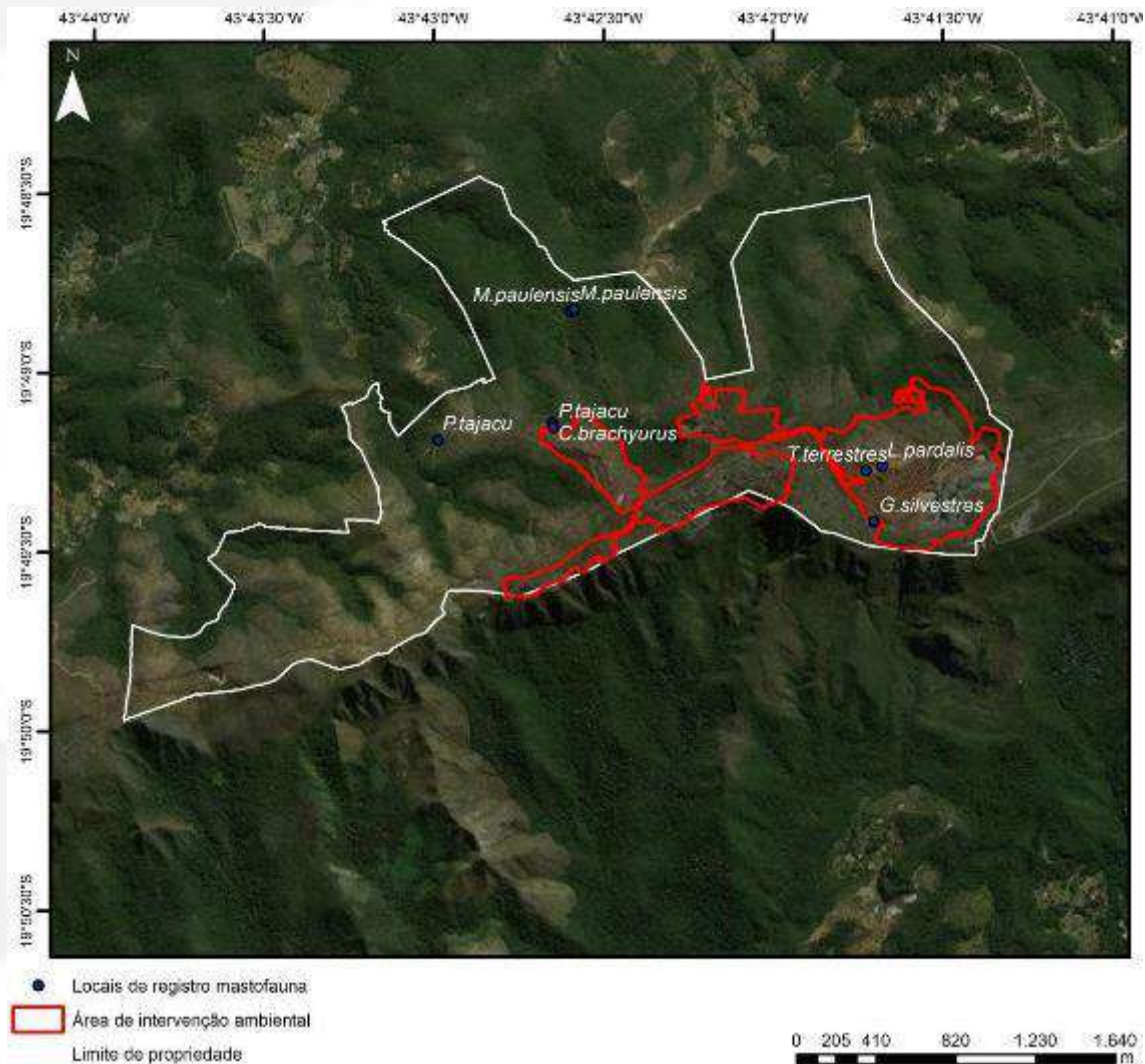 43°44'0"W 43°43'30"W 43°43'0"W 43°42'30"W 43°42'0"W 43°41'30"W 43°41'0"W
N
19°48'30"S
M.paulensis M.paulensis
19°49'0"S
P.tajacu
P.tajacu
C.brachyurus
T.terrestres L.pardalis
G.silvestres
19°49'30"S
19°50'0"S
19°50'30"S
Locais de registro mastofauna
Área de intervenção ambiental
Limite de propriedade
0 205 410 820 1.230 1.640